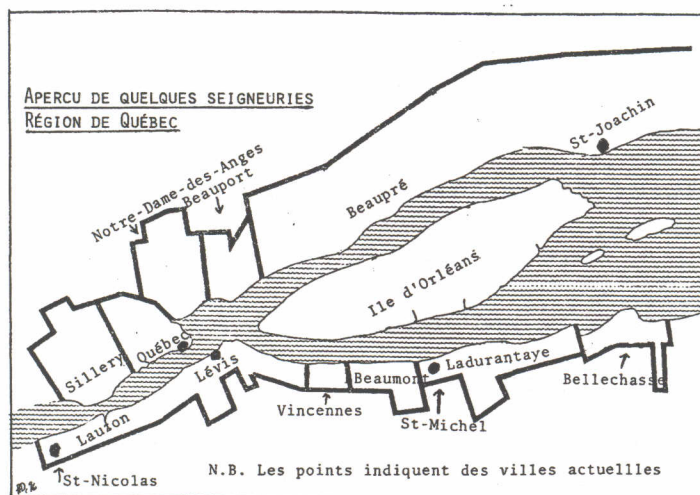 APERCU DE QUELQUES SEIGNEURIES
RÉGION DE QUÉBEC
St-Joachin
Notre-Dame-des-Anges
Beauport
Beaupré
Ile d'Orléans
Sillery
Québec
Lévis
Lauzon
Vincennes
Beaumont
Ladurantaye
St-Michel
Bellechasse
St-Nicolas
N.B. Les points indiquent des villes actuellles